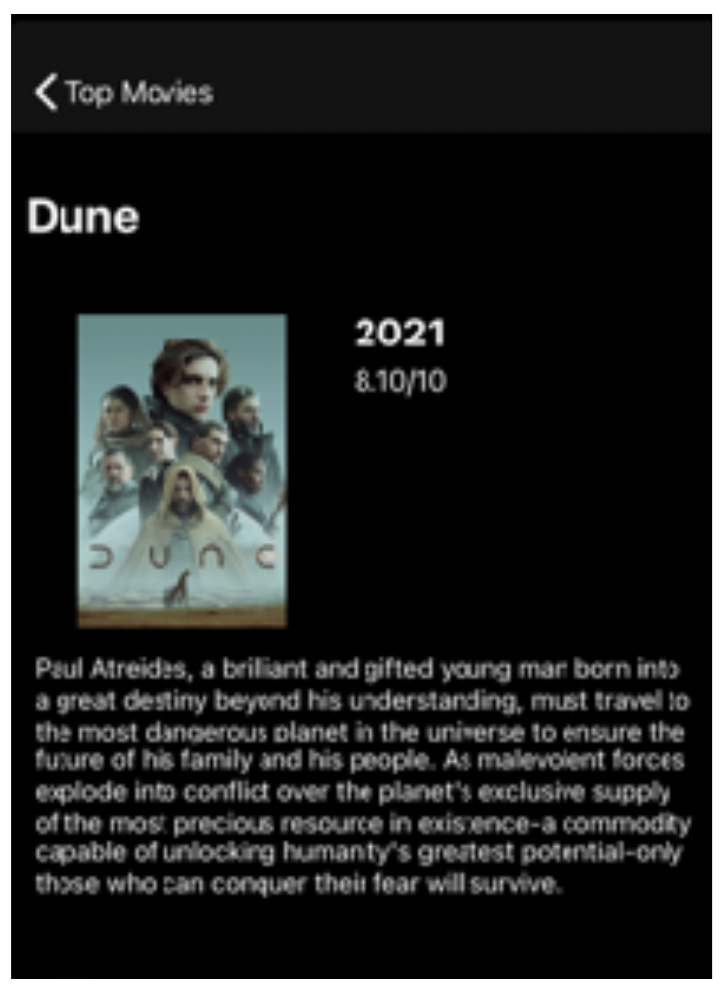 Top Movies
Dune
2021
8.10/10
DUNE
Paul Atreides, a brilliant and gifted young man born into
a great destiny beyond his understanding, must travel to
the most dangerous planet in the universe to ensure the
future of his family and his people. As malevolent forces
explode into conflict over the planet's exclusive supply
of the most precious resource in existence-a commodity
capable of unlocking humanity's greatest potential-only
those who can conquer their fear will survive.